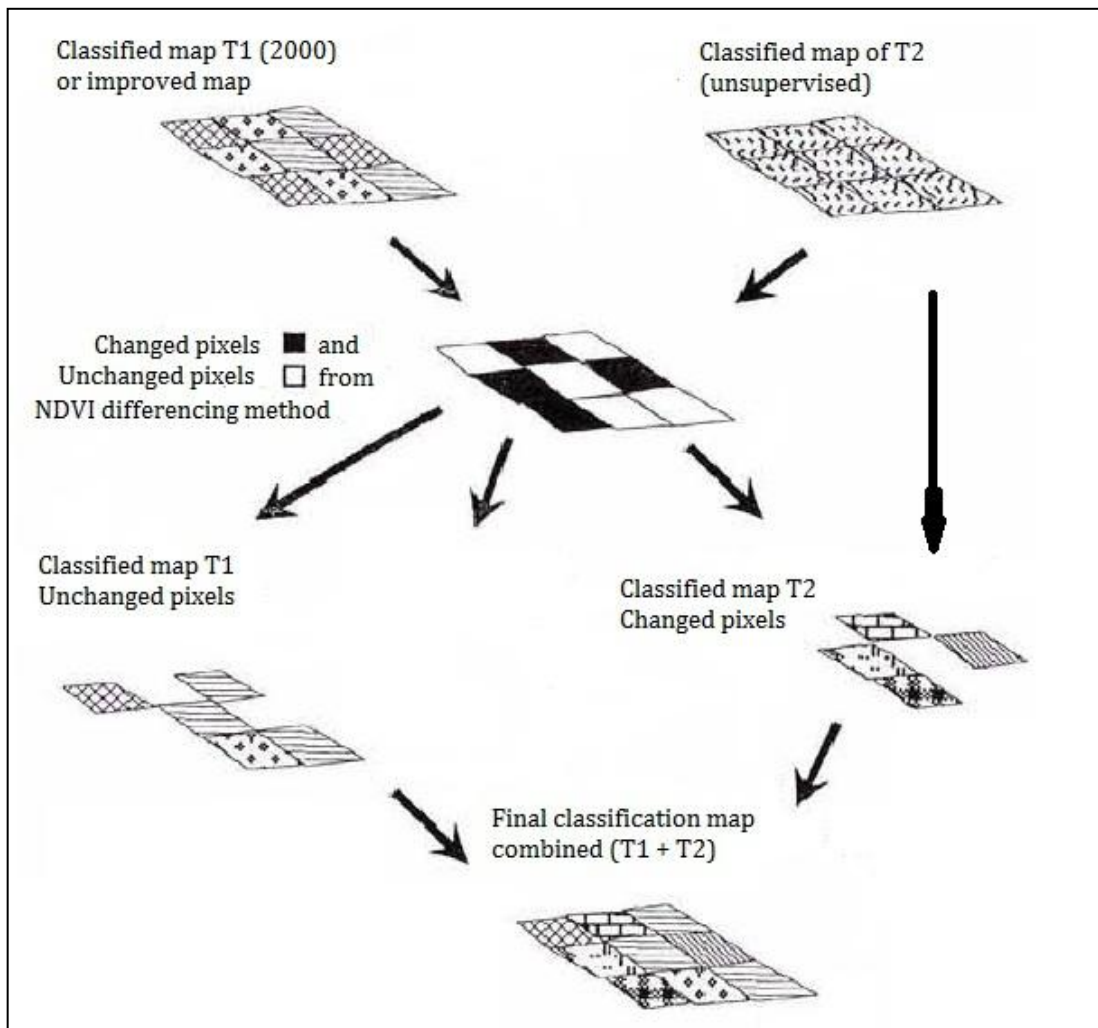 Classified map T1 (2000)
or improved map
Classified map of T2
(unsupervised)
Changed pixels and
Unchanged pixels from
NDVI differencing method
Classified map T1
Unchanged pixels
Classified map T2
Changed pixels
Final classification map
combined (T1 + T2)